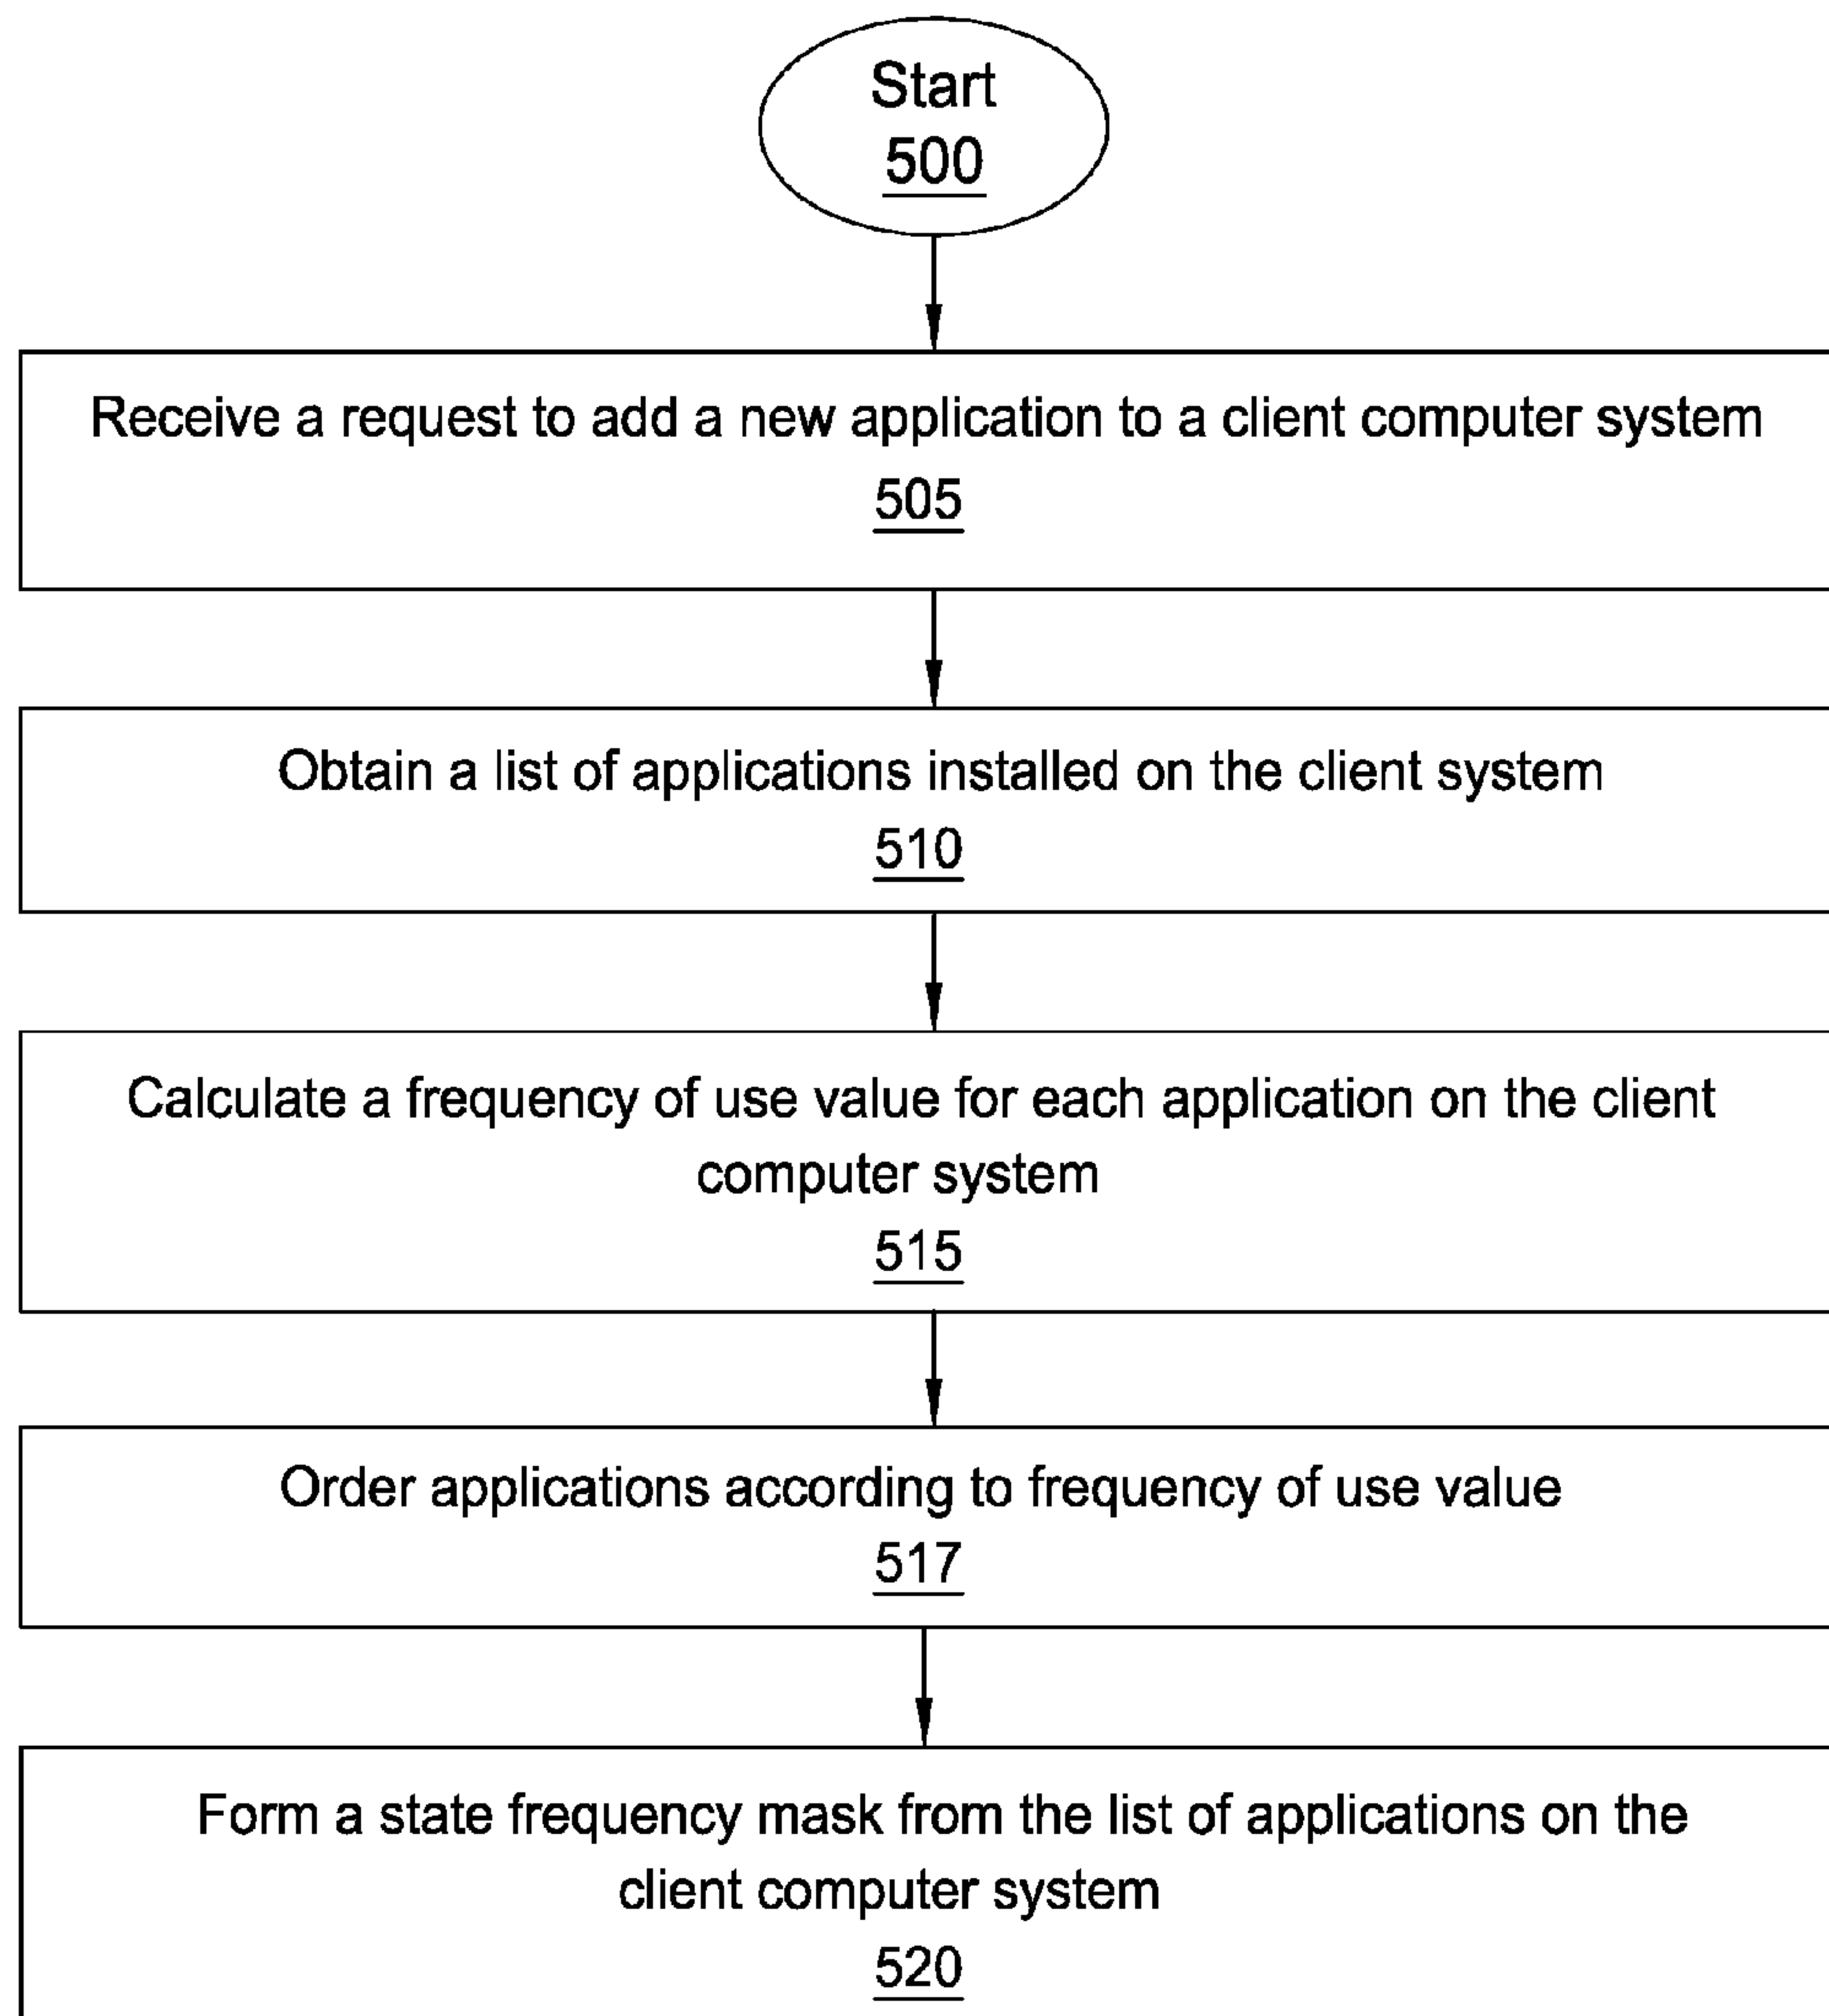 Start
500
Receive a request to add a new application to a client computer system
505
Obtain a list of applications installed on the client system
510
Calculate a frequency of use value for each application on the client
computer system
515
Order applications according to frequency of use value
517
Form a state frequency mask from the list of applications on the
client computer system
520